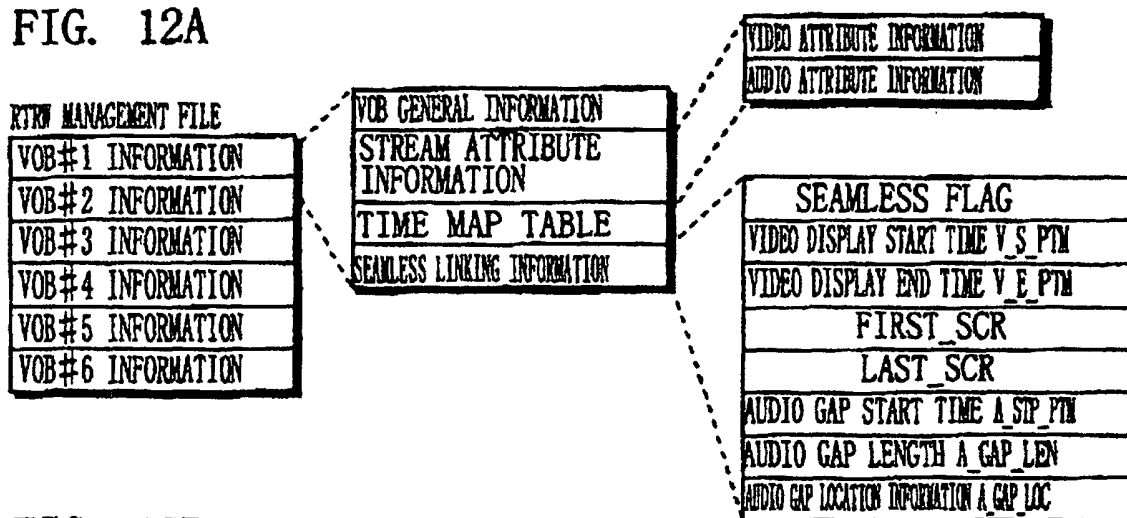 FIG. 12A
RTRW MANAGEMENT FILE
VOB#1 INFORMATION
VOB#2 INFORMATION
VOB#3 INFORMATION
VOB#4 INFORMATION
VOB#5 INFORMATION
VOB#6 INFORMATION
VOB GENERAL INFORMATION
STREAM ATTRIBUTE
INFORMATION
TIME MAP TABLE
SEAMLESS LINKING INFORMATION
VIDEO ATTRIBUTE INFORMATION
AUDIO ATTRIBUTE INFORMATION
SEAMLESS FLAG
VIDEO DISPLAY START TIME V_S_PTM
VIDEO DISPLAY END TIME V_E_PTM
FIRST_SCR
LAST_SCR
AUDIO GAP START TIME A_STP_PTM
AUDIO GAP LENGTH A_GAP_LEN
AUDIO GAP LOCATION INFORMATION A_GAP_LOC